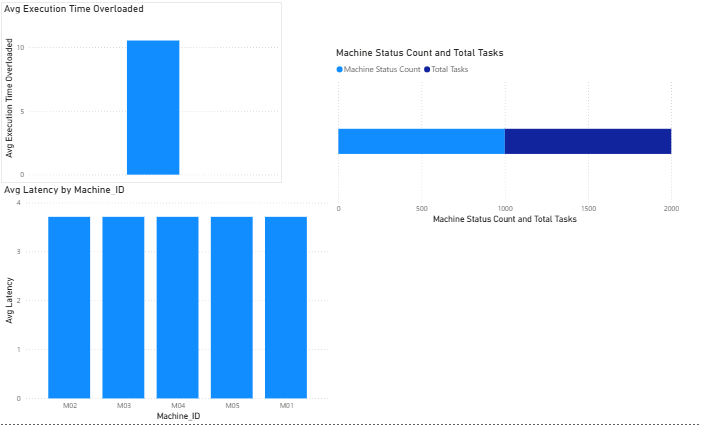 Avg Execution Time Overloaded
Avg Execution Time Overloaded
10
5
0
Machine Status Count and Total Tasks
Machine Status Count Total Tasks
0 500 1000 1500 2000
Machine Status Count and Total Tasks
Avg Latency by Machine_ID
Avg Latency
4
3
2
1
0
M02 M03 M04 M05 M01
Machine_ID